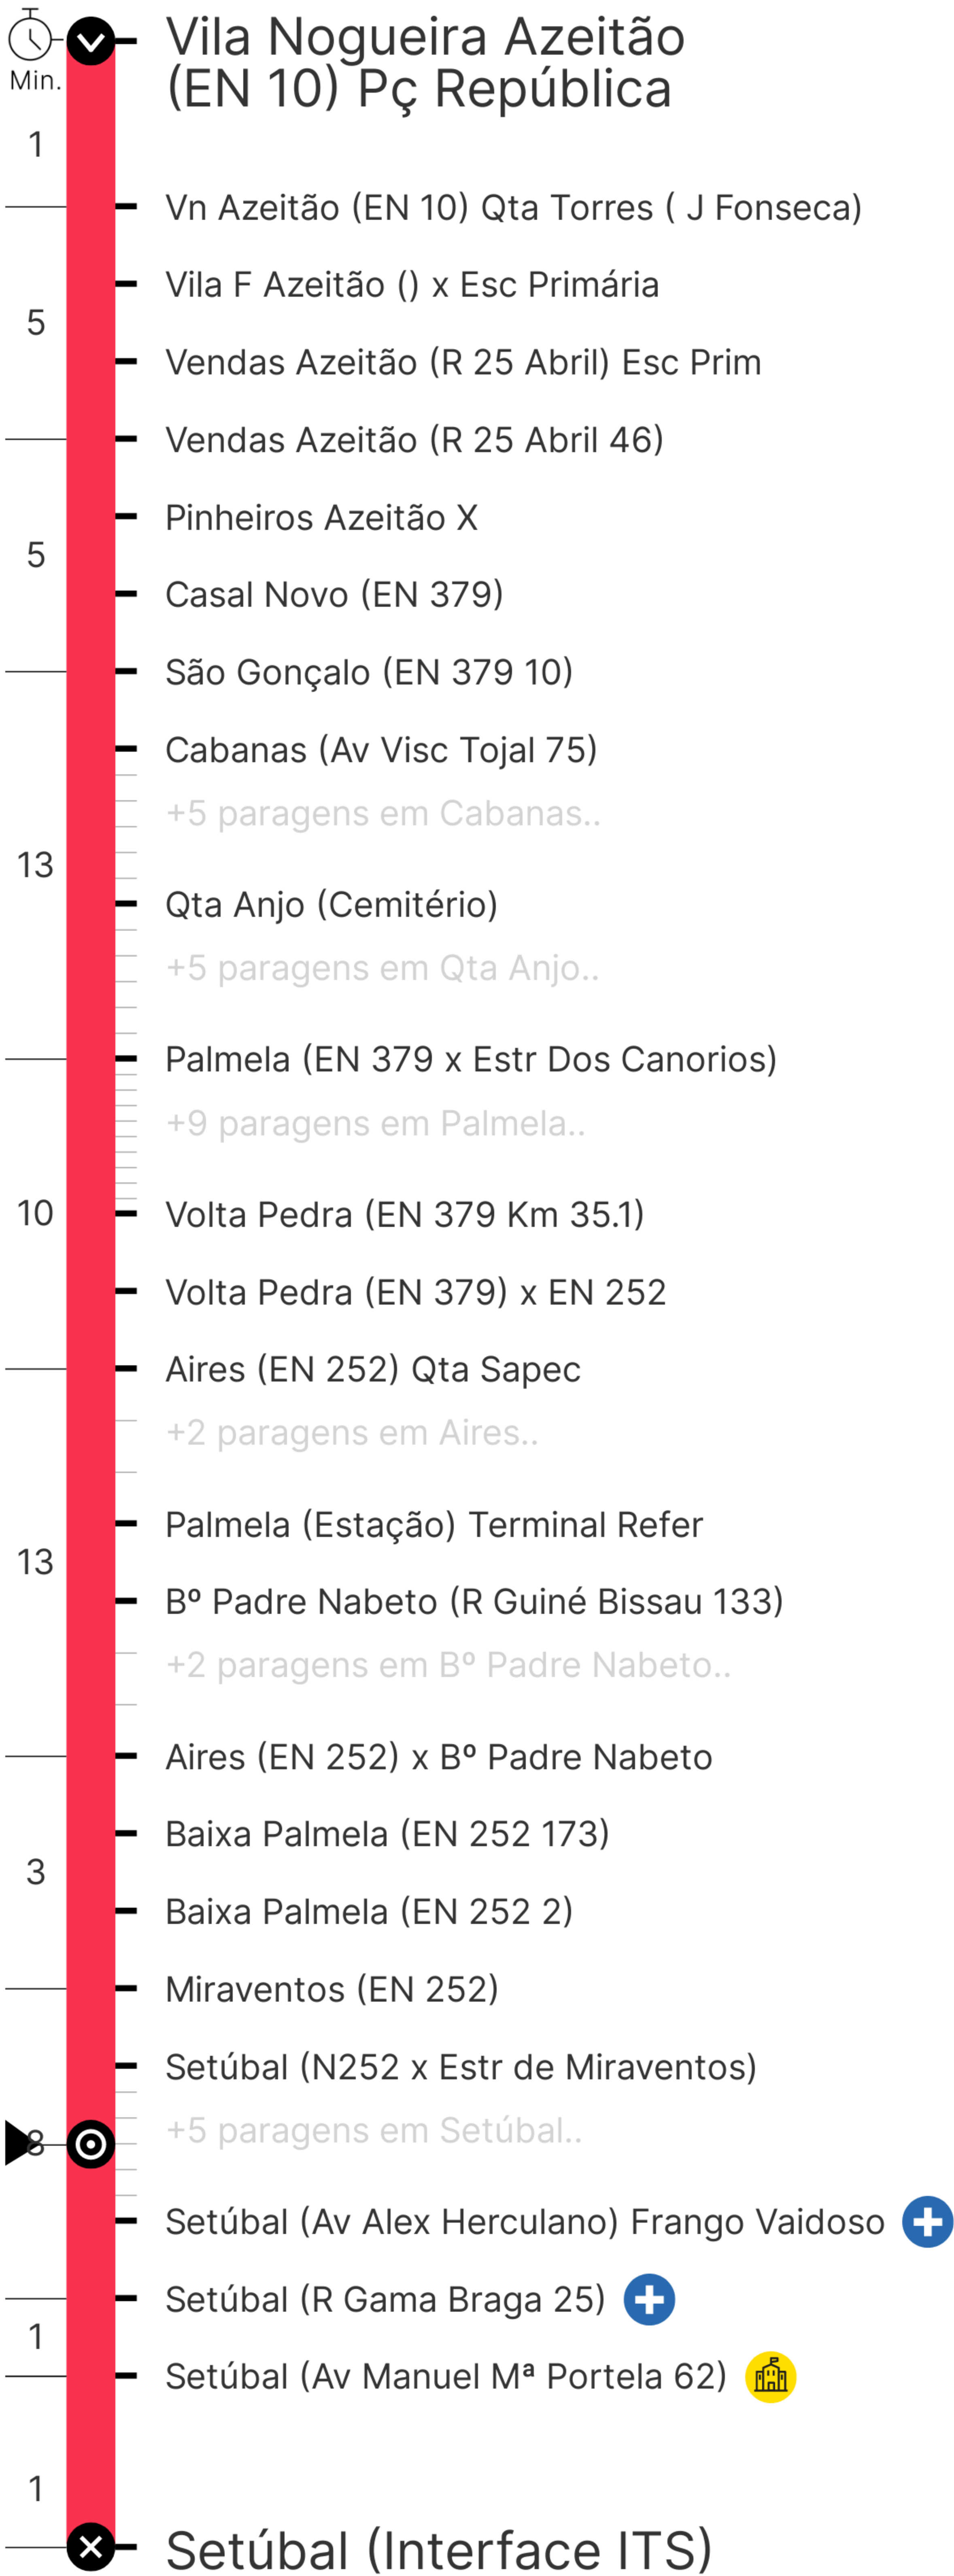 Vila Nogueira Azeitão
(EN 10) Pç República
Min.
1
Vn Azeitão (EN 10) Qta Torres ( J Fonseca)
Vila F Azeitão () x Esc Primária
5
Vendas Azeitão (R 25 Abril) Esc Prim
Vendas Azeitão (R 25 Abril 46)
Pinheiros Azeitão X
5
Casal Novo (EN 379)
São Gonçalo (EN 379 10)
Cabanas (Av Visc Tojal 75)
+5 paragens em Cabanas..
13
Qta Anjo (Cemitério)
+5 paragens em Qta Anjo..
Palmela (EN 379 x Estr Dos Canorios)
+9 paragens em Palmela..
10
Volta Pedra (EN 379 Km 35.1)
Volta Pedra (EN 379) x EN 252
Aires (EN 252) Qta Sapec
+2 paragens em Aires..
Palmela (Estação) Terminal Refer
13
Bº Padre Nabeto (R Guiné Bissau 133)
+2 paragens em Bº Padre Nabeto..
Aires (EN 252) x Bº Padre Nabeto
Baixa Palmela (EN 252 173)
3
Baixa Palmela (EN 252 2)
Miraventos (EN 252)
Setúbal (N252 x Estr de Miraventos)
+5 paragens em Setúbal..
8
Setúbal (Av Alex Herculano) Frango Vaidoso
Setúbal (R Gama Braga 25)
1
Setúbal (Av Manuel Mª Portela 62)
1
Setúbal (Interface ITS)